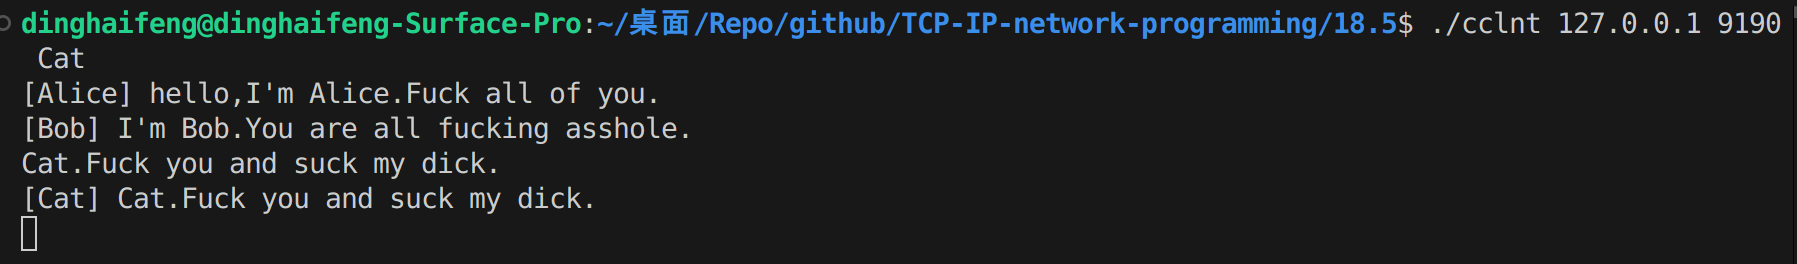 dinghaifeng@dinghaifeng-Surface-Pro:~/桌面/Repo/github/TCP-IP-network-programming/18.5$ ./cclnt 127.0.0.1 9190
 Cat
[Alice] hello,I'm Alice.Fuck all of you.
[Bob] I'm Bob.You are all fucking asshole.
Cat.Fuck you and suck my dick.
[Cat] Cat.Fuck you and suck my dick.